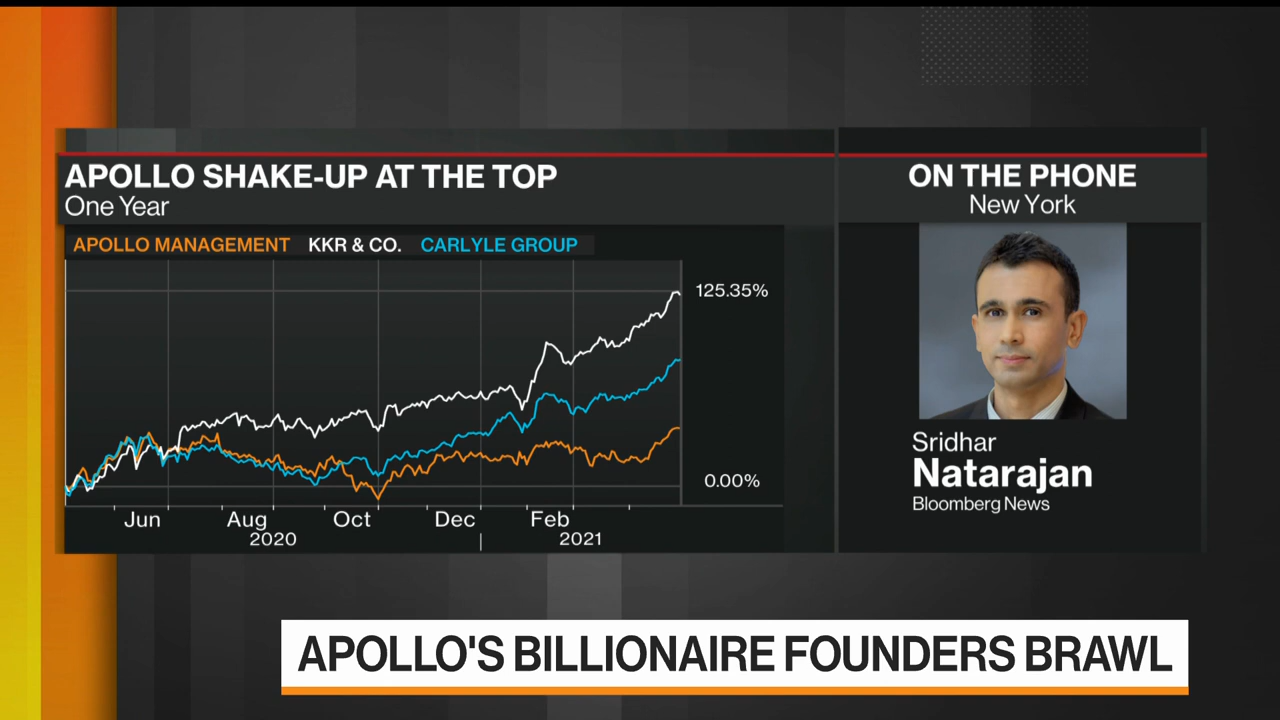 APOLLO SHAKE-UP AT THE TOP
One Year
APOLLO MANAGEMENT KKR & CO. CARLYLE GROUP
125.35%
0.00%
Jun Aug Oct Dec Feb
2020 2021
ON THE PHONE
New York
Sridhar
Natarajan
Bloomberg News
APOLLO'S BILLIONAIRE FOUNDERS BRAWL